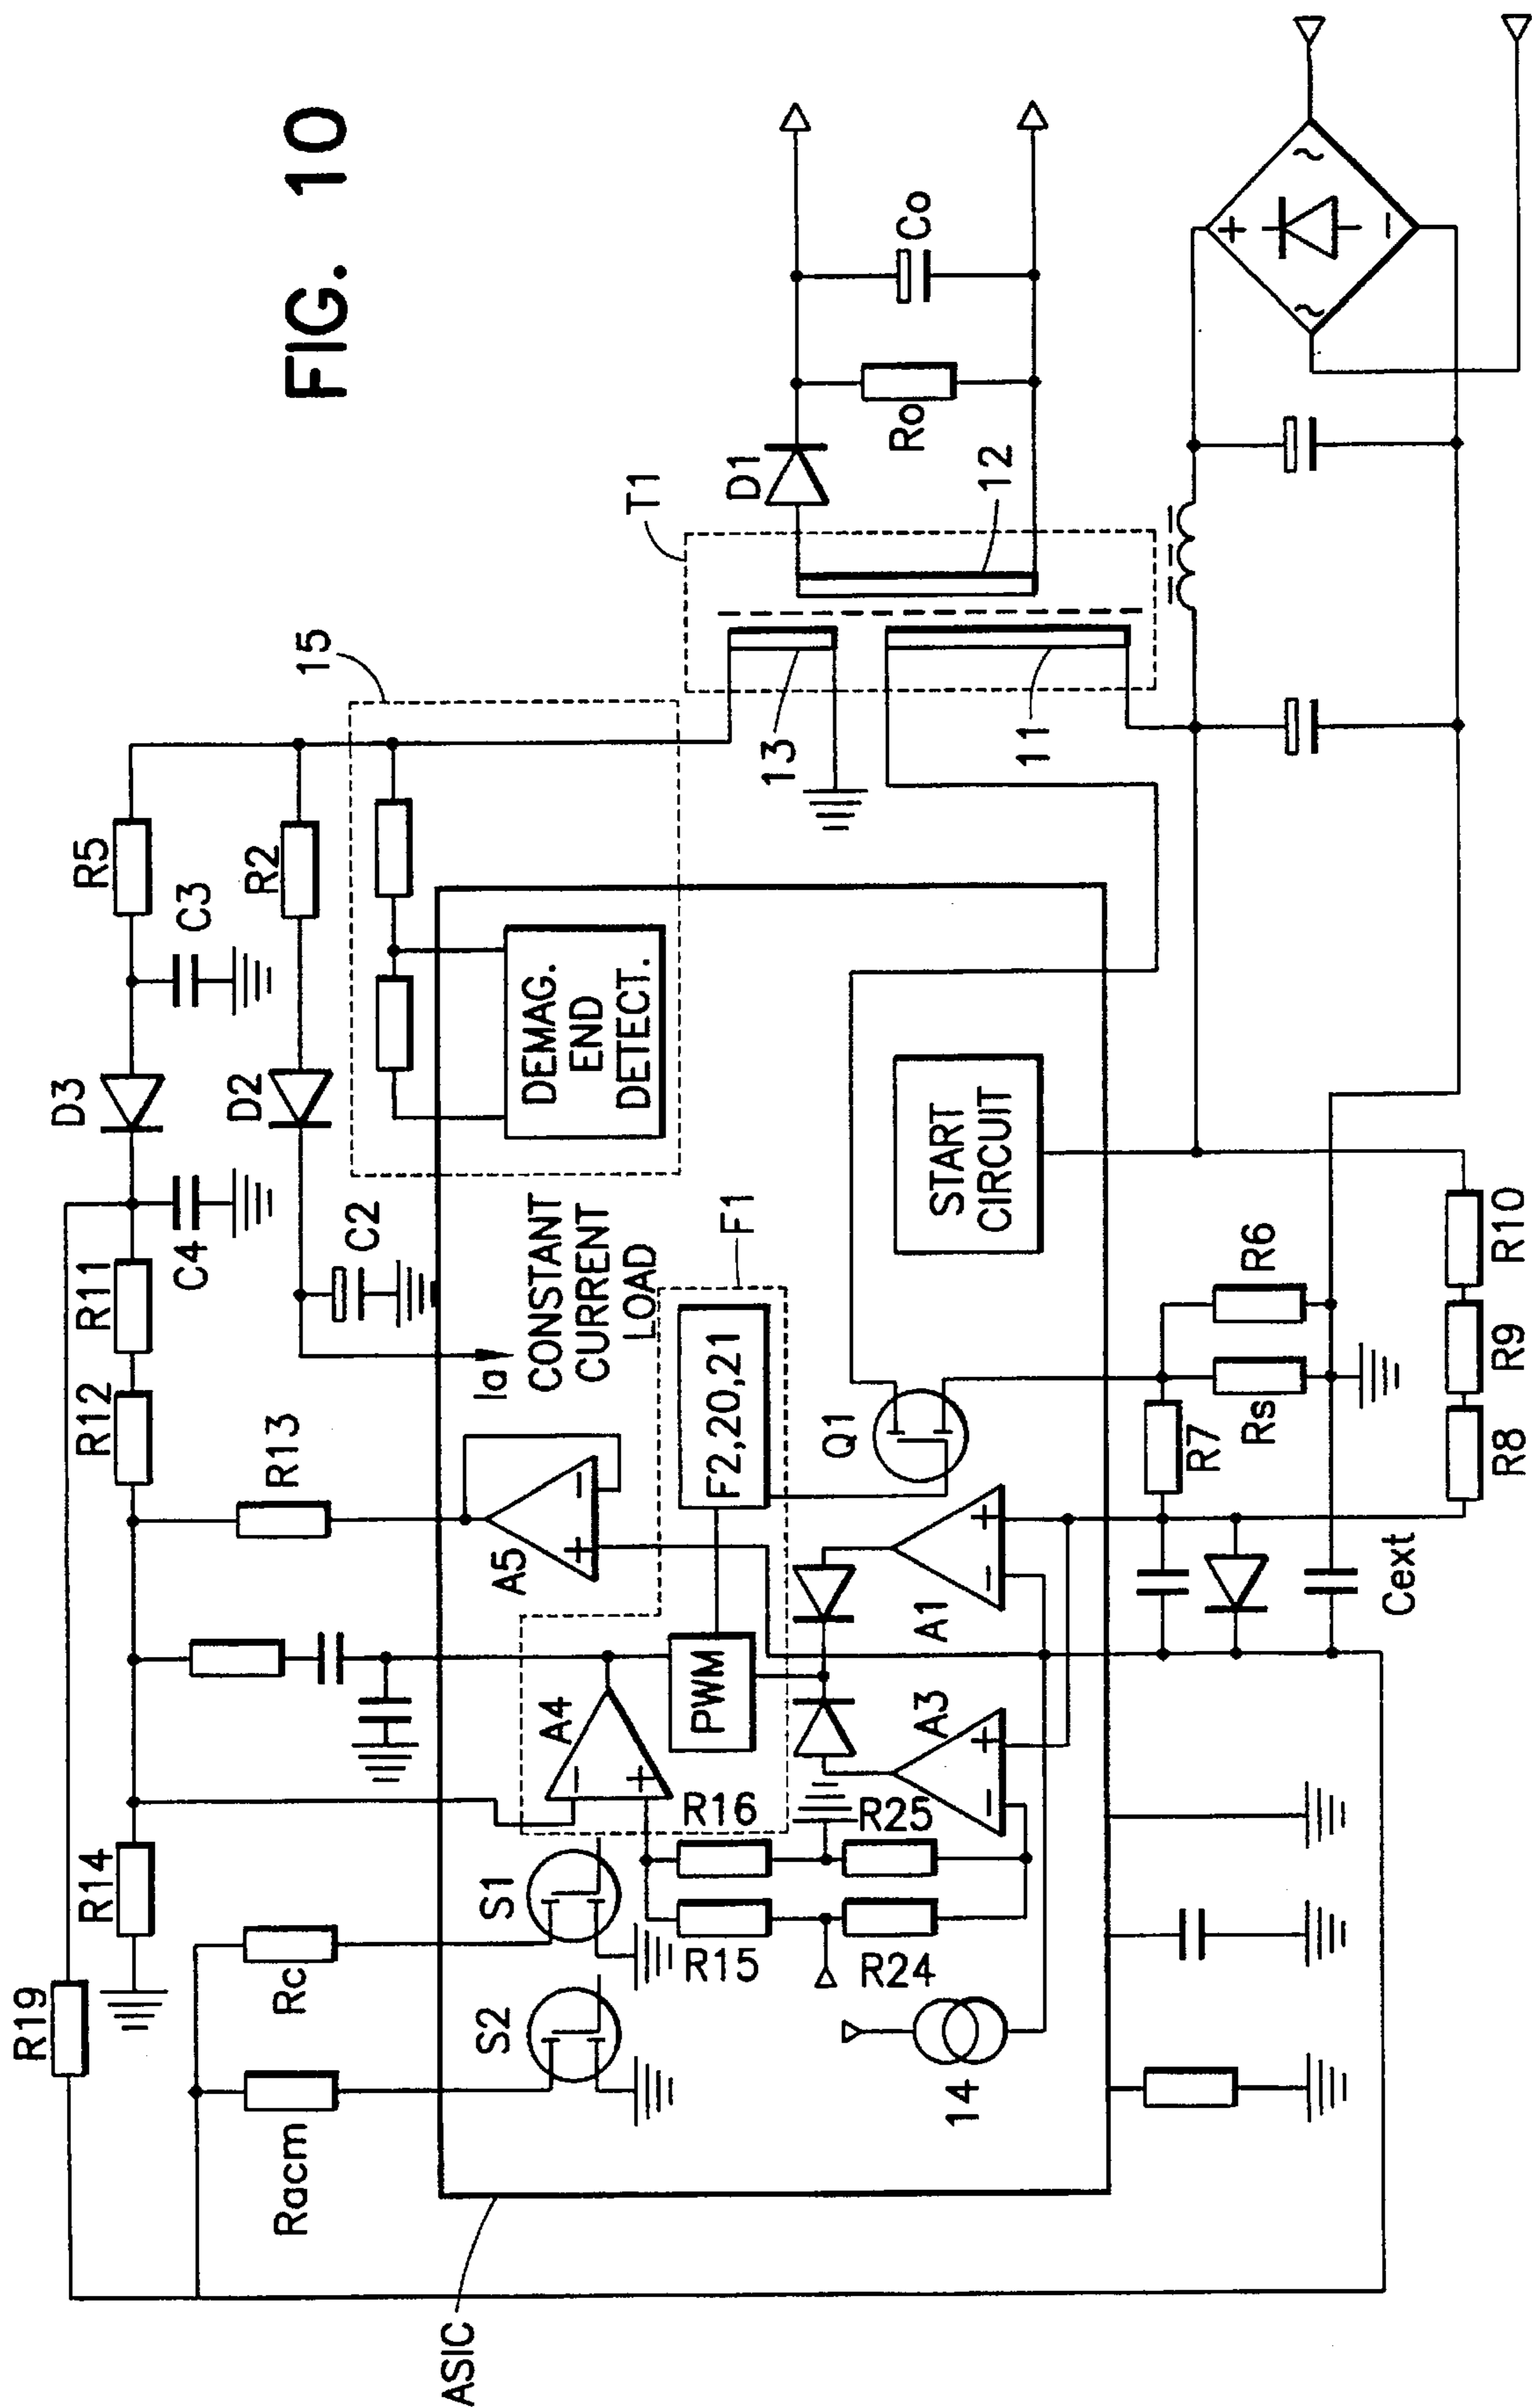 FIG. 10
R19
R14
R12
R11
D3
R5
C4
C3
Racm
Rc
R13
D2
R2
C2
15
T1
Ia
CONSTANT
CURRENT
LOAD
DEMAG.
END
DETECT.
S2
S1
A4
A5
F1
F2,20,21
PWM
R15
R16
R24
R25
A3
A1
Q1
START
CIRCUIT
14
ASIC
13
11
12
D1
Ro
Co
+
~
~
−
−
+
+
−
−
+
−
+
Cext
R7
Rs
R6
R8
R9
R10